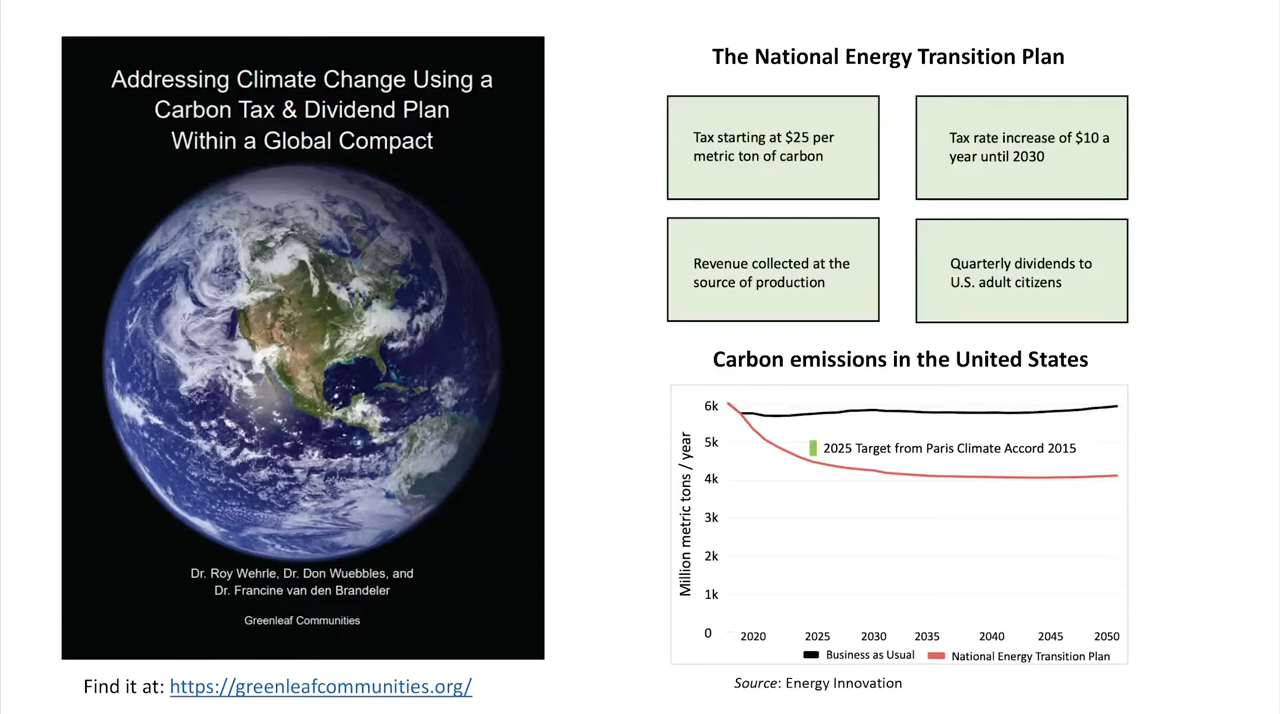 Addressing Climate Change Using a
Carbon Tax & Dividend Plan
Within a Global Compact
Dr. Roy Wehrle, Dr. Don Wuebbles, and
Dr. Francine van den Brandeler
Greenleaf Communities
Find it at: https://greenleafcommunities.org/
The National Energy Transition Plan
Tax starting at $25 per
metric ton of carbon
Tax rate increase of $10 a
year until 2030
Revenue collected at the
source of production
Quarterly dividends to
U.S. adult citizens
Carbon emissions in the United States
Million metric tons / year
6k
5k
4k
3k
2k
1k
0
2025 Target from Paris Climate Accord 2015
2020 2025 2030 2035 2040 2045 2050
Business as Usual National Energy Transition Plan
Source: Energy Innovation